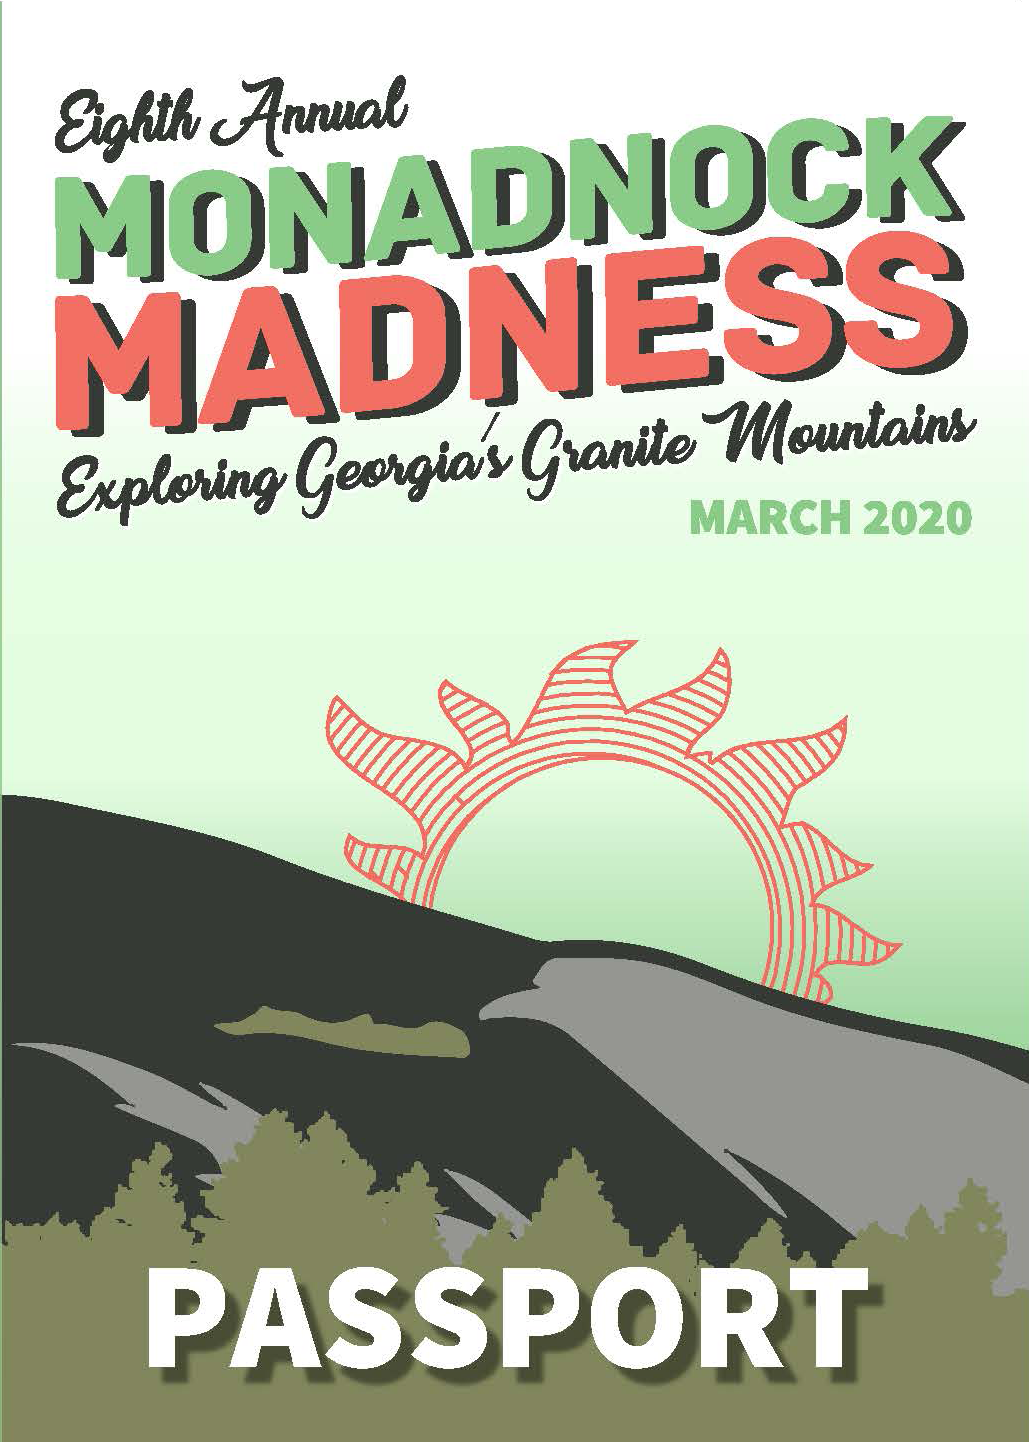 Eighth Annual
MONADNOCK
MADNESS
Exploring Georgia's Granite Mountains
MARCH 2020
PASSPORT